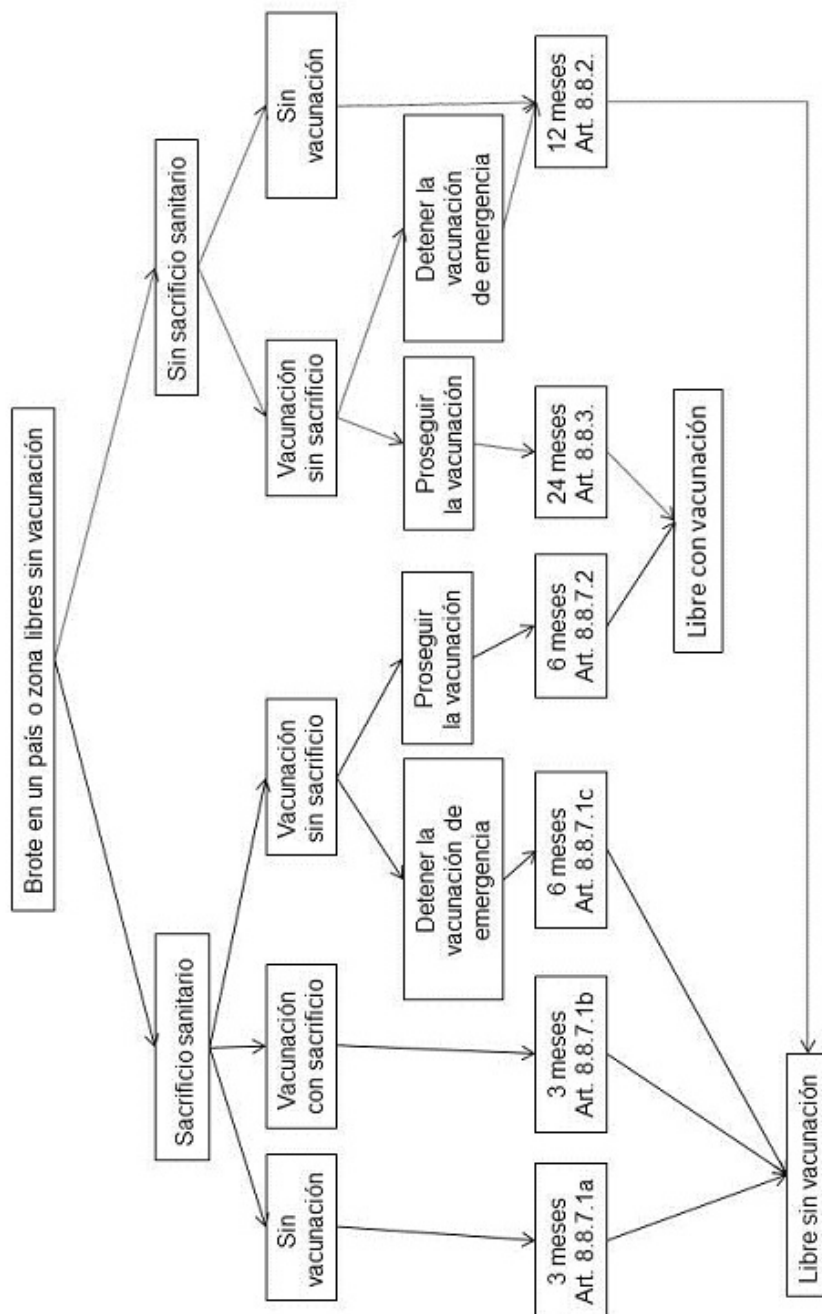 Brote en un país o zona libres sin vacunación
Sacrificio sanitario
Sin sacrificio sanitario
Sin
vacunación
Vacunación
con sacrificio
Vacunación
sin sacrificio
Vacunación
sin sacrificio
Sin
vacunación
Detener la
vacunación de
emergencia
Proseguir
la vacunación
Proseguir
la vacunación
Detener la
vacunación
de emergencia
3 meses
Art. 8.8.7.1a
3 meses
Art. 8.8.7.1b
6 meses
Art. 8.8.7.1c
6 meses
Art. 8.8.7.2
24 meses
Art. 8.8.3.
12 meses
Art. 8.8.2.
Libre sin vacunación
Libre con vacunación